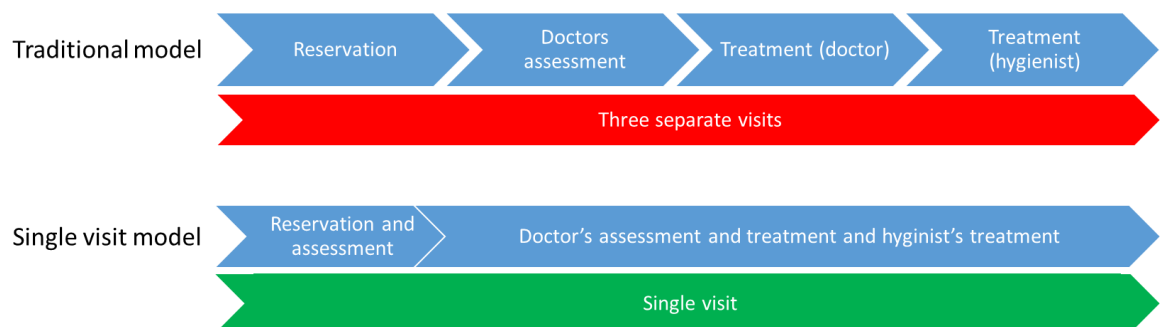 Traditional model
Reservation
Doctors
assessment
Treatment (doctor)
Treatment
(hygienist)
Three separate visits
Single visit model
Reservation and
assessment
Doctor's assessment and treatment and hyginist's treatment
Single visit